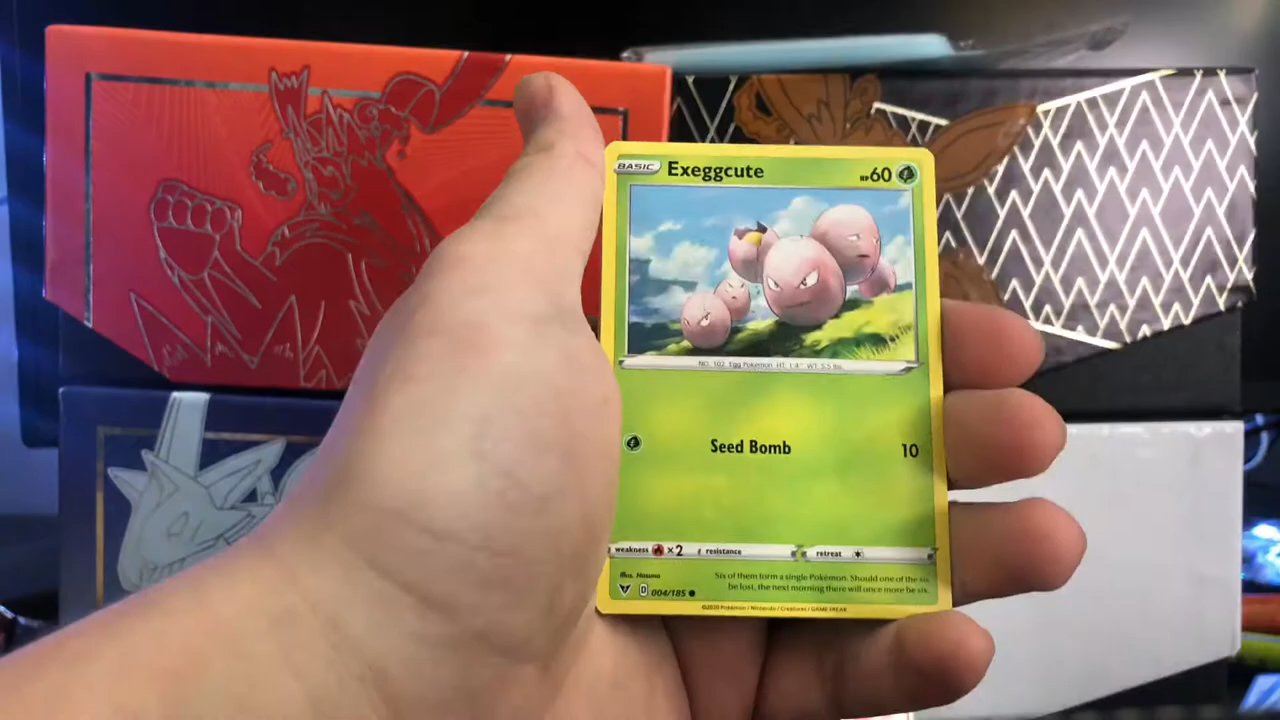 BASIC Exeggcute HP60
NO. 102 Egg Pokémon HT: 1'4" WT: 5.5 lbs.
Seed Bomb 10
weakness ×2 resistance retreat
Illus. Hasuno
Six of them form a single Pokémon. Should one of the six
be lost, the next morning there will once more be six.
D 004/185
©2020 Pokémon / Nintendo / Creatures / GAME FREAK